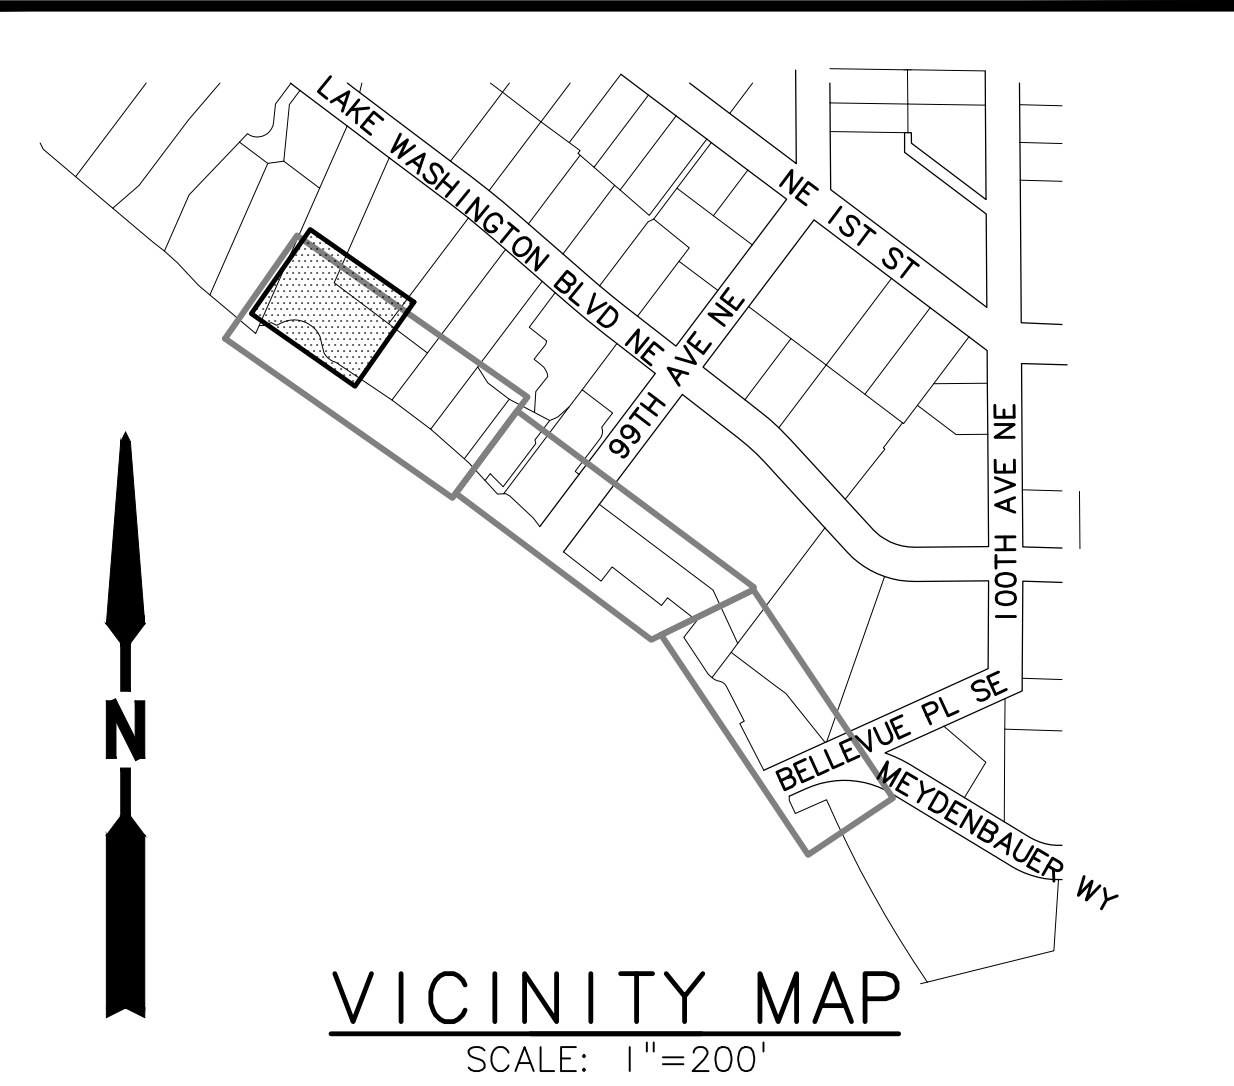 LAKE WASHINGTON BLVD NE
NE 1ST ST
99TH AVE NE
100TH AVE NE
N
BELLEVUE PL SE
MEYDENBAUER WY
VICINITY MAP
SCALE: 1"=200'